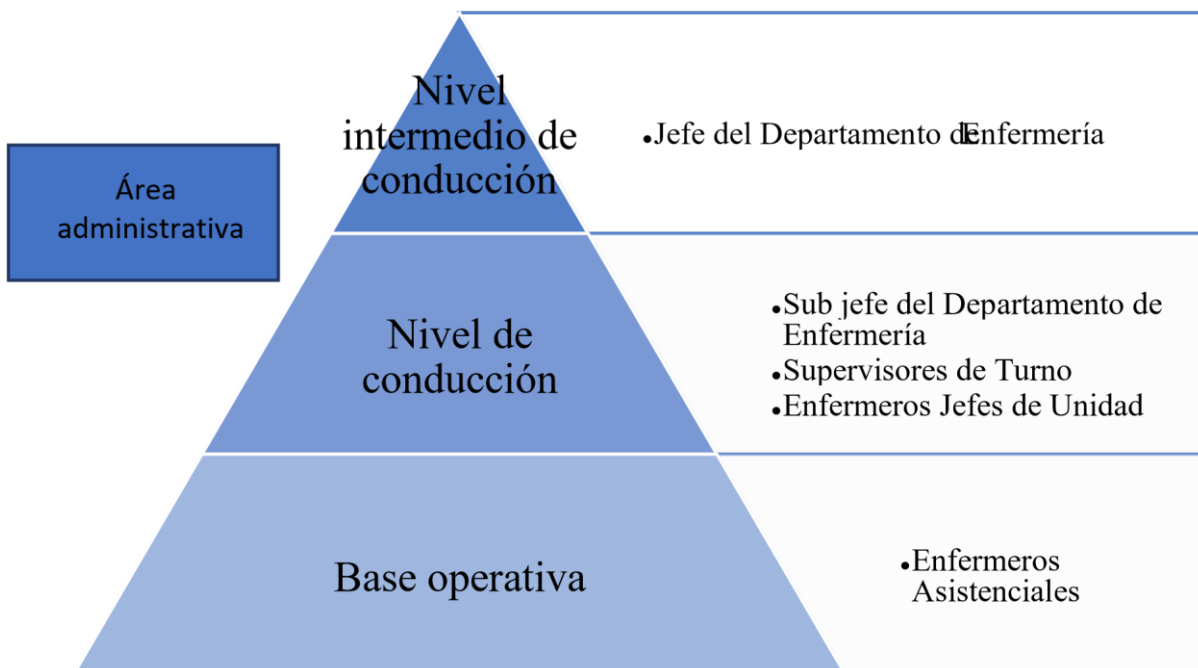 Nivel
intermedio de
conducción
•Jefe del Departamento de Enfermería
Área
administrativa
Nivel de
conducción
•Sub jefe del Departamento de
Enfermería
•Supervisores de Turno
•Enfermeros Jefes de Unidad
Base operativa
•Enfermeros
Asistenciales